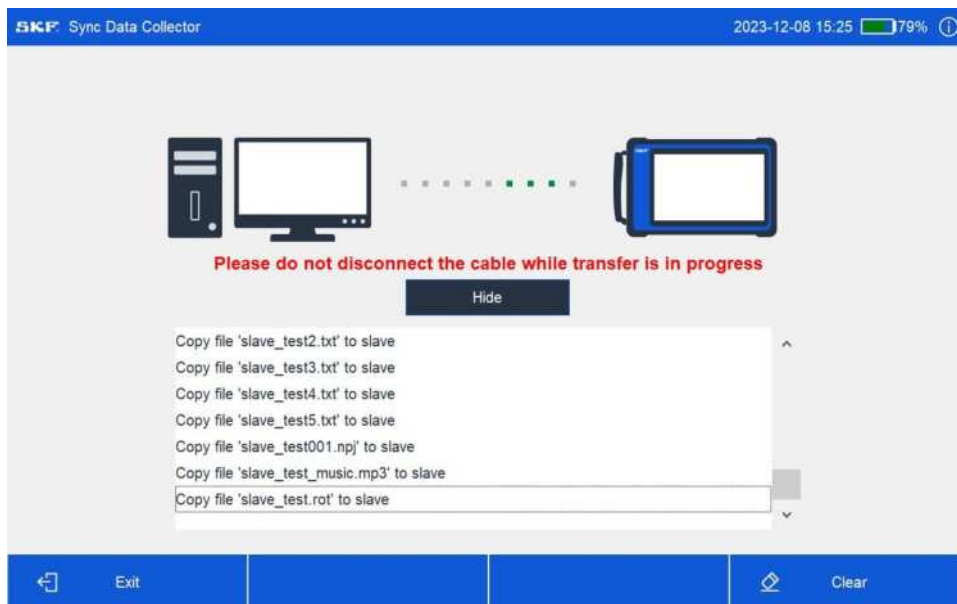 SKF. Sync Data Collector
2023-12-08 15:25 79%
Please do not disconnect the cable while transfer is in progress
Hide
Copy file 'slave_test2.txt' to slave
Copy file 'slave_test3.txt' to slave
Copy file 'slave_test4.txt' to slave
Copy file 'slave_test5.txt' to slave
Copy file 'slave_test001.npj' to slave
Copy file 'slave_test_music.mp3' to slave
Copy file 'slave_test.rot' to slave
Exit
Clear